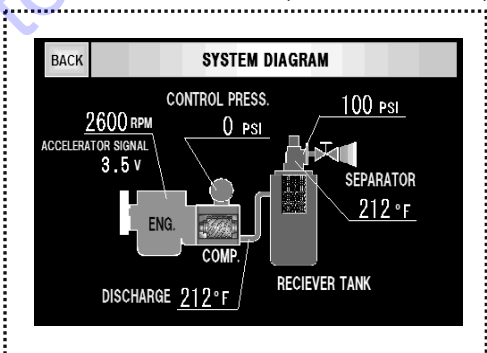 BACK
SYSTEM DIAGRAM
CONTROL PRESS.
0 PSI
100 PSI
2600 RPM
ACCELERATOR SIGNAL
3.5 V
SEPARATOR
212 °F
ENG.
COMP.
DISCHARGE 212°F
RECIEVER TANK